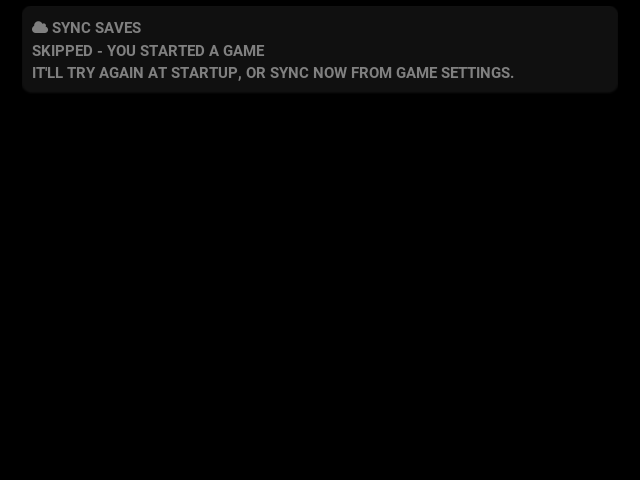 SYNC SAVES
SKIPPED - YOU STARTED A GAME
IT'LL TRY AGAIN AT STARTUP, OR SYNC NOW FROM GAME SETTINGS.